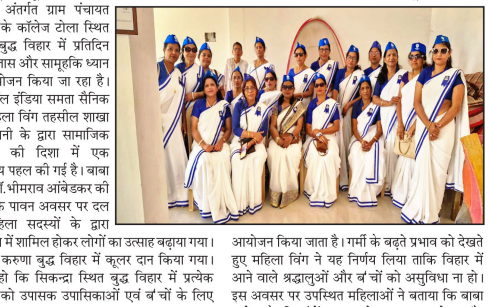 अंतर्गत ग्राम पंचायत
के कॉलेज टोला स्थित
बुद्ध विहार में प्रतिदिन
और सामूहकि ध्यान
योजन किया जा रहा है।
ल इंडिया समता सैनिक
हला विंग तहसील शाखा
नी के द्वारा सामाजिक
की दिशा में एक
य पहल की गई है। बाबा
ॉ.भीमराव आंबेडकर की
के पावन अवसर पर दल
हिला सदस्यों के द्वारा
में शामिल होकर लोगों का उत्साह बढ़ाया गया।
करुणा बुद्ध विहार में कूलर दान किया गया।
हो कि सिकन्द्रा स्थित बुद्ध विहार में प्रत्येक
को उपासक उपासिकाओं एवं ब'चों के लिए
आयोजन किया जाता है। गर्मी के बढ़ते प्रभाव को देखते
हुए महिला विंग ने यह निर्णय लिया ताकि विहार में
आने वाले श्रद्धालुओं और ब'चों को असुविधा ना हो।
इस अवसर पर उपस्थित महिलाओं ने बताया कि बाबा